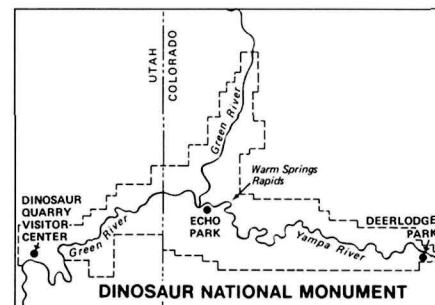 UTAH
COLORADO
Green River
Warm Springs
Rapids
DINOSAUR
QUARRY
VISITOR
CENTER
Green River
ECHO
PARK
DEERLODGE
PARK
Yampa River
DINOSAUR NATIONAL MONUMENT